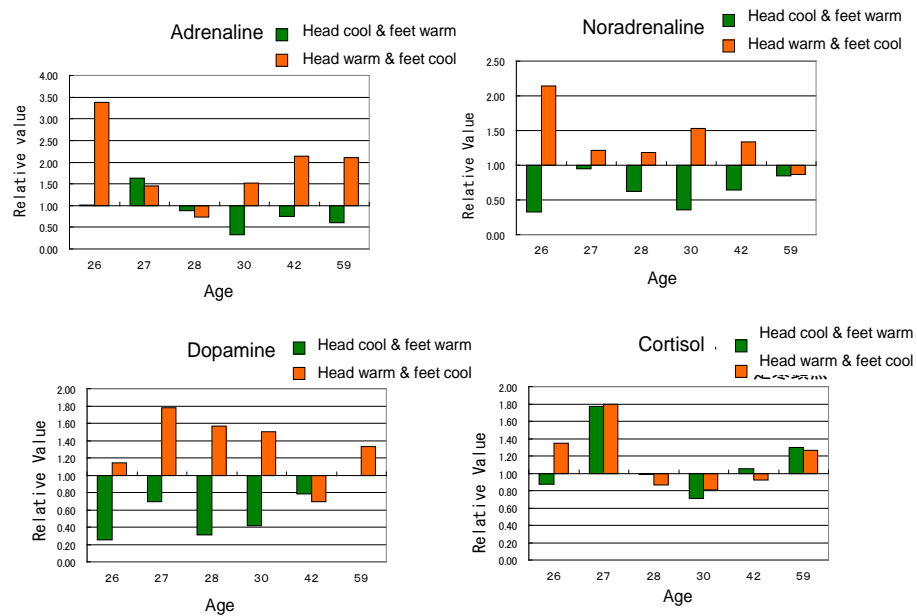 Adrenaline
Head cool & feet warm
Head warm & feet cool
4.00
3.50
3.00
2.50
2.00
1.50
1.00
0.50
0.00
Relative value
26 27 28 30 42 59
Age
Noradrenaline
Head cool & feet warm
Head warm & feet cool
2.50
2.00
1.50
1.00
0.50
0.00
Relative Value
26 27 28 30 42 59
Age
Dopamine
Head cool & feet warm
Head warm & feet cool
2.00
1.80
1.60
1.40
1.20
1.00
0.80
0.60
0.40
0.20
0.00
Relative Value
26 27 28 30 42 59
Age
Cortisol
Head cool & feet warm
Head warm & feet cool
2.00
1.80
1.60
1.40
1.20
1.00
0.80
0.60
0.40
0.20
0.00
Relative Value
26 27 28 30 42 59
Age